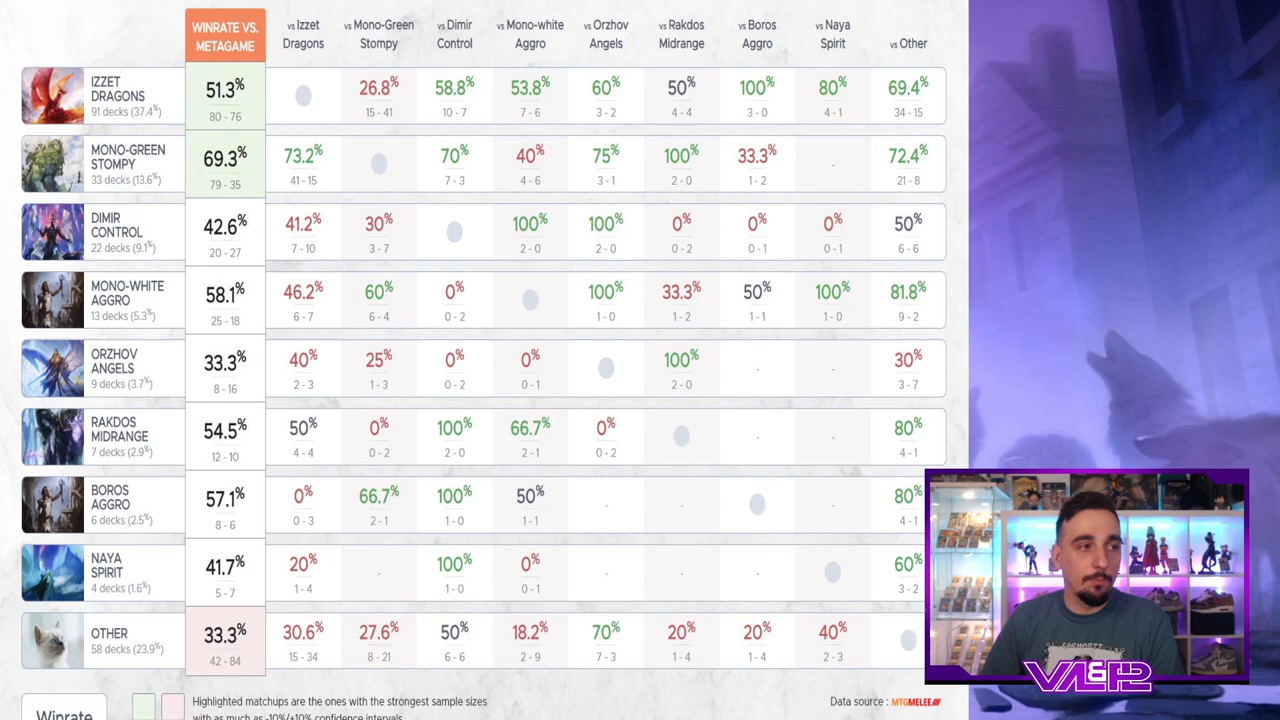 WINRATE VS.
METAGAME
vs Izzet
Dragons
vs Mono-Green
Stompy
vs Dimir
Control
vs Mono-white
Aggro
vs Orzhov
Angels
vs Rakdos
Midrange
vs Boros
Aggro
vs Naya
Spirit
vs Other
IZZET
DRAGONS
91 decks (37.4%)
51.3% 26.8% 58.8% 53.8% 60% 50% 100% 80% 69.4%
80 - 76 15 - 41 10 - 7 7 - 6 3 - 2 4 - 4 3 - 0 4 - 1 34 - 15
MONO-GREEN
STOMPY
33 decks (13.6%)
69.3% 73.2% 70% 40% 75% 100% 33.3% - 72.4%
79 - 35 41 - 15 7 - 3 4 - 6 3 - 1 2 - 0 1 - 2 21 - 8
DIMIR
CONTROL
22 decks (9.1%)
42.6% 41.2% 30% 100% 100% 0% 0% 0% 50%
20 - 27 7 - 10 3 - 7 2 - 0 2 - 0 0 - 2 0 - 1 0 - 1 6 - 6
MONO-WHITE
AGGRO
13 decks (5.3%)
58.1% 46.2% 60% 0% 100% 33.3% 50% 100% 81.8%
25 - 18 6 - 7 6 - 4 0 - 2 1 - 0 1 - 2 1 - 1 1 - 0 9 - 2
ORZHOV
ANGELS
9 decks (3.7%)
33.3% 40% 25% 0% 0% 100% - - 30%
8 - 16 2 - 3 1 - 3 0 - 2 0 - 1 2 - 0 3 - 7
RAKDOS
MIDRANGE
7 decks (2.9%)
54.5% 50% 0% 100% 66.7% 0% - - 80%
12 - 10 4 - 4 0 - 2 2 - 0 2 - 1 0 - 2 4 - 1
BOROS
AGGRO
6 decks (2.5%)
57.1% 0% 66.7% 100% 50% - - - 80%
8 - 6 0 - 3 2 - 1 1 - 0 1 - 1 4 - 1
NAYA
SPIRIT
4 decks (1.6%)
41.7% 20% - 100% 0% - - - 60%
5 - 7 1 - 4 1 - 0 0 - 1 3 - 2
OTHER
58 decks (23.9%)
33.3% 30.6% 27.6% 50% 18.2% 70% 20% 20% 40%
42 - 84 15 - 34 8 - 21 6 - 6 2 - 9 7 - 3 1 - 4 1 - 4 2 - 3
Winrate
Highlighted matchups are the ones with the strongest sample sizes
with as much as -10%/+10% confidence intervals
Data source : MTGMELEE